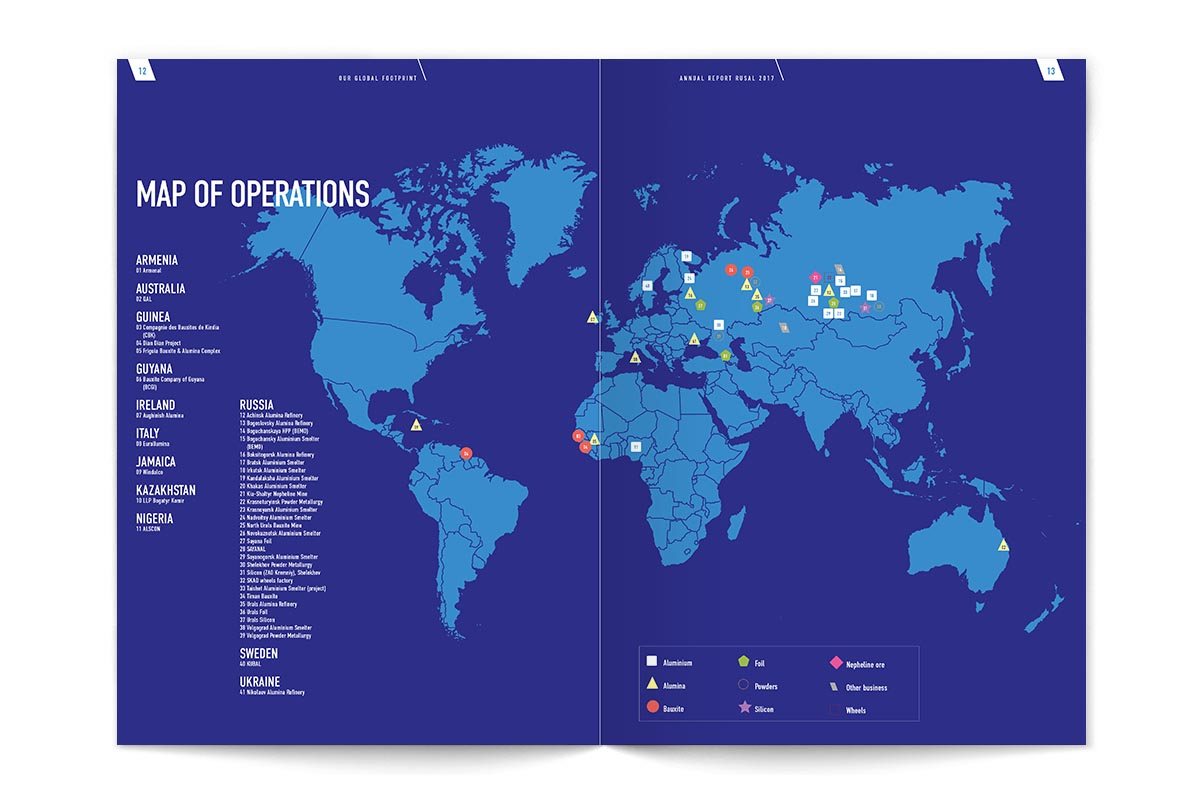 12
OUR GLOBAL FOOTPRINT
ANNUAL REPORT RUSAL 2017
13
MAP OF OPERATIONS
ARMENIA
01 Armenal
AUSTRALIA
02 QAL
GUINEA
03 Compagnie des Bauxites de Kindia
(CBK)
04 Dian Dian Project
05 Friguia Bauxite & Alumina Complex
GUYANA
06 Bauxite Company of Guyana
(BCGI)
IRELAND
07 Aughinish Alumina
ITALY
08 Eurallumina
JAMAICA
09 Windalco
KAZAKHSTAN
10 LLP Bogatyr Komir
NIGERIA
11 ALSCON
RUSSIA
12 Achinsk Alumina Refinery
13 Bogoslovsky Alumina Refinery
14 Boguchanskaya HPP (BEMO)
15 Boguchansky Aluminium Smelter
(BEMO)
16 Boksitogorsk Alumina Refinery
17 Bratsk Aluminium Smelter
18 Irkutsk Aluminium Smelter
19 Kandalaksha Aluminium Smelter
20 Khakas Aluminium Smelter
21 Kia-Shaltyr Nepheline Mine
22 Krasnoturyinsk Powder Metallurgy
23 Krasnoyarsk Aluminium Smelter
24 Nadvoitsy Aluminium Smelter
25 North Urals Bauxite Mine
26 Novokuznetsk Aluminium Smelter
27 Sayana Foil
28 SAYANAL
29 Sayanogorsk Aluminium Smelter
30 Shelekhov Powder Metallurgy
31 Silicon (ZAO Kremniy), Shelekhov
32 SKAD wheels factory
33 Taishet Aluminium Smelter (project)
34 Timan Bauxite
35 Urals Alumina Refinery
36 Urals Foil
37 Urals Silicon
38 Volgograd Aluminium Smelter
39 Volgograd Powder Metallurgy
SWEDEN
40 KUBAL
UKRAINE
41 Nikolaev Alumina Refinery
Aluminium
Alumina
Bauxite
Foil
Powders
Silicon
Nepheline ore
Other business
Wheels